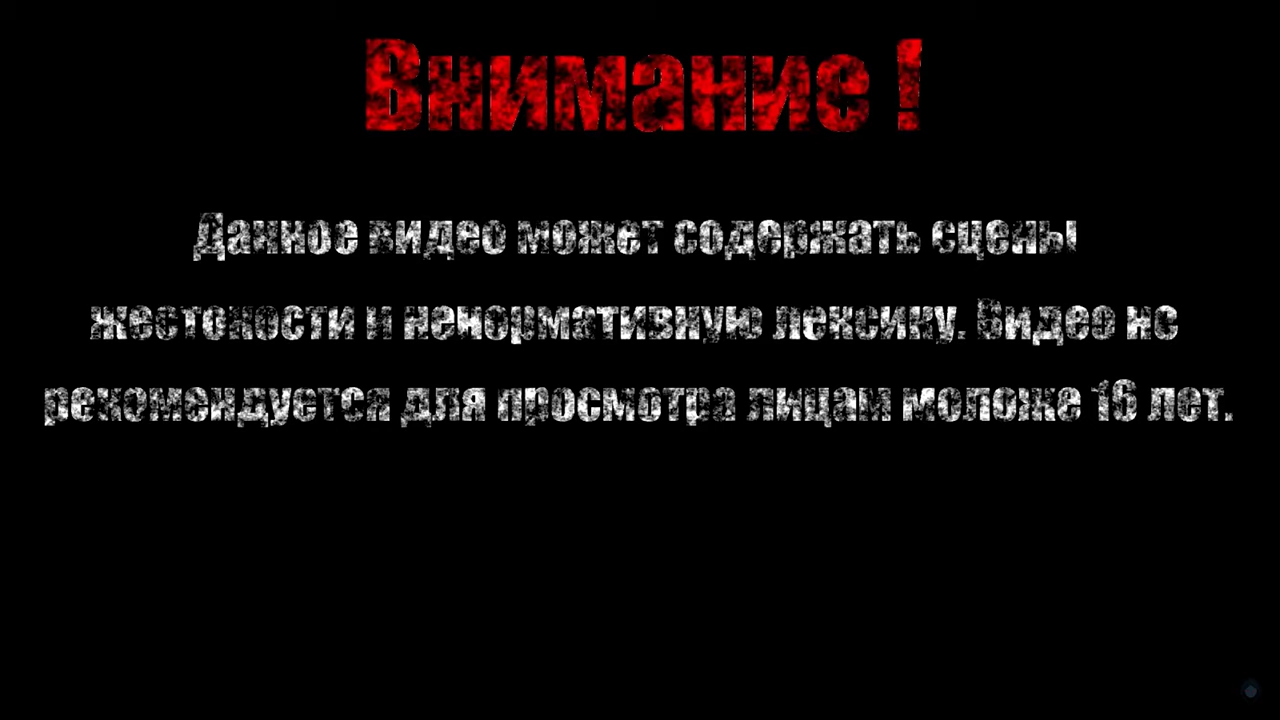 Внимание !
Данное видео может содержать сцены
жестокости и ненормативную лексику. Видео не
рекомендуется для просмотра лицам моложе 16 лет.